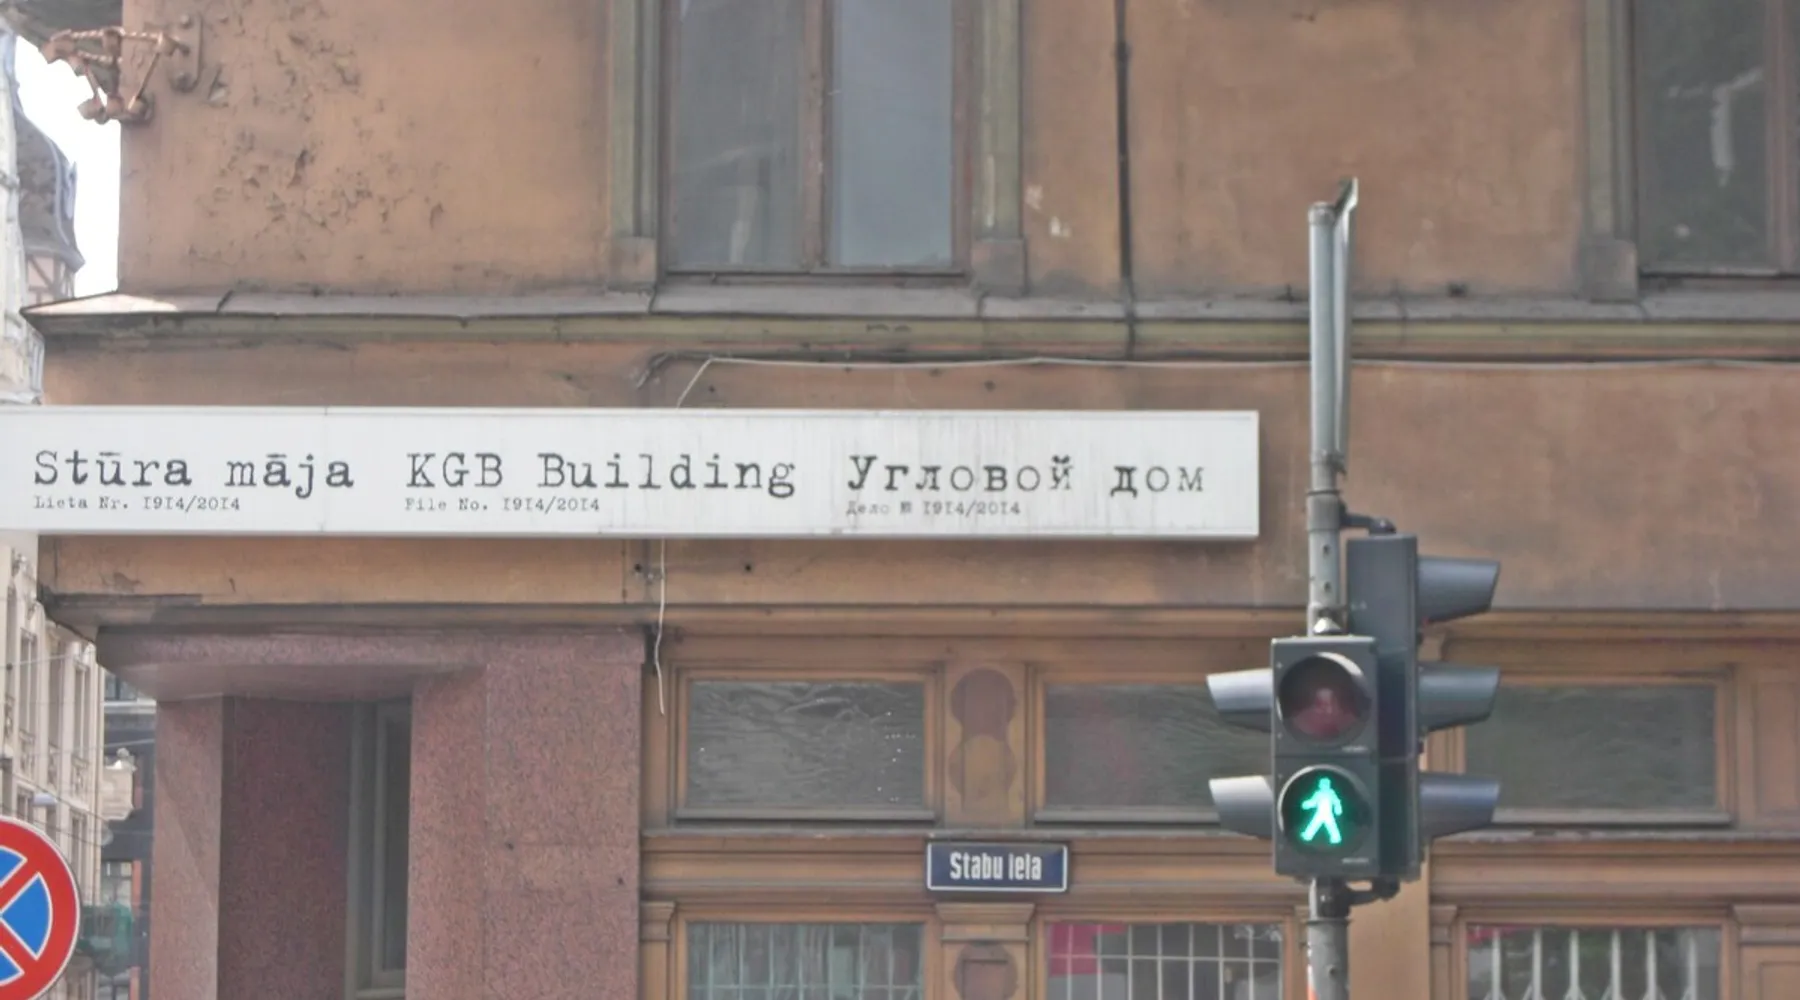 Stūra māja KGB Building Угловой дом
Lieta Nr. 1914/2014 File No. 1914/2014 Дело № 1914/2014
Stabu iela